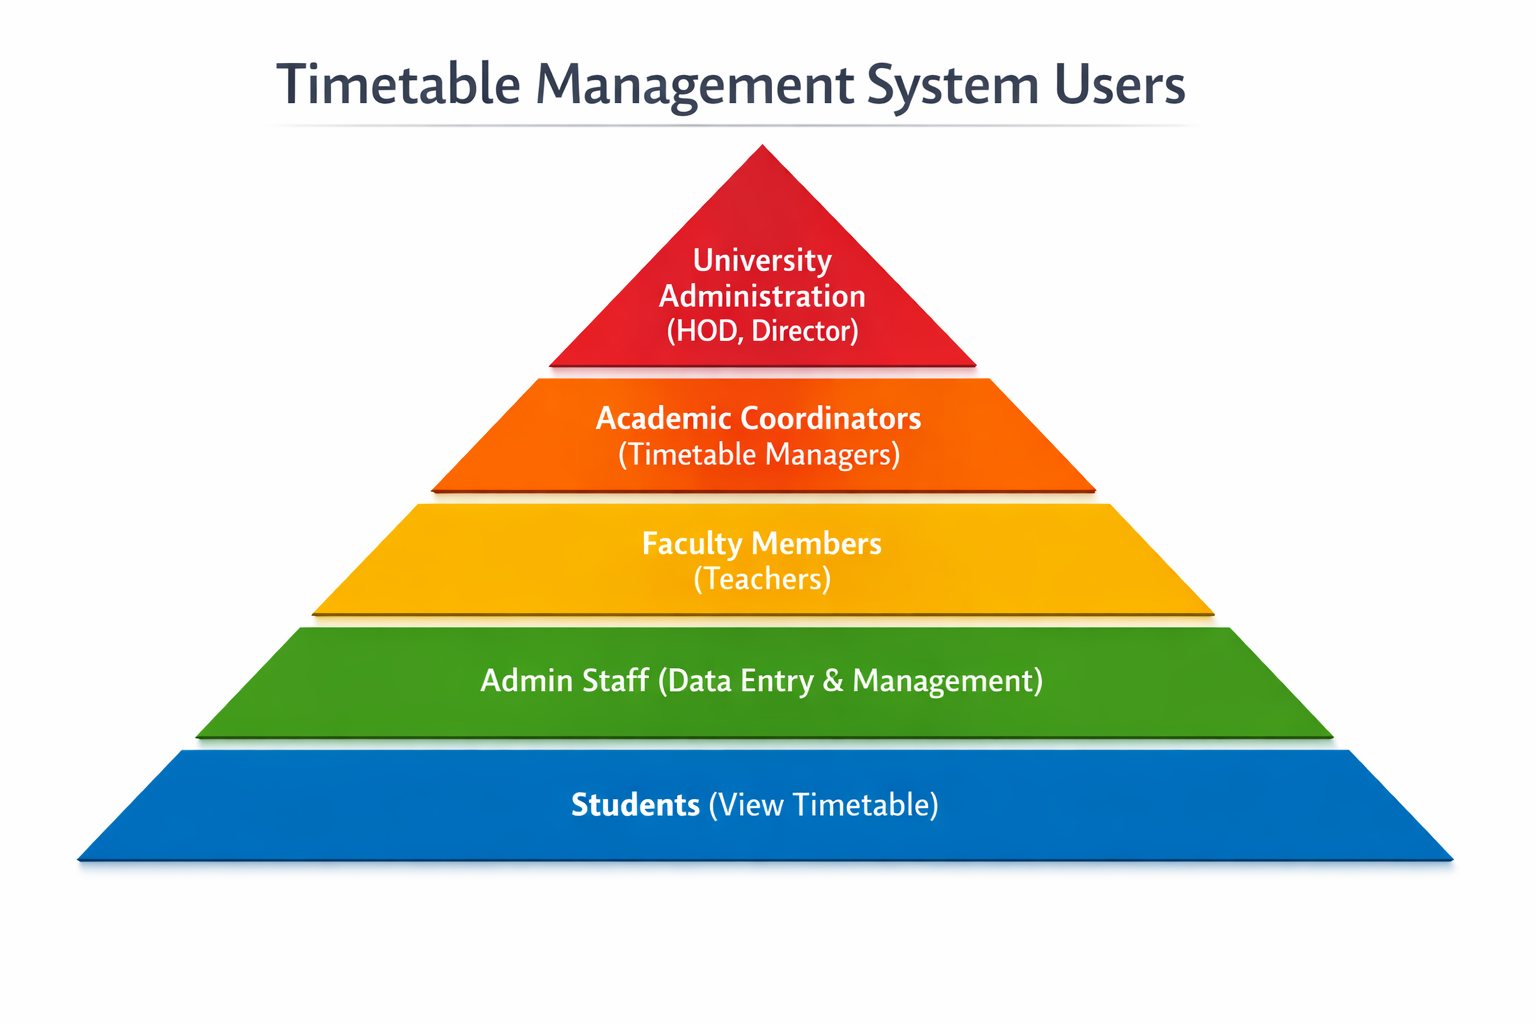 Timetable Management System Users
University
Administration
(HOD, Director)
Academic Coordinators
(Timetable Managers)
Faculty Members
(Teachers)
Admin Staff (Data Entry & Management)
Students (View Timetable)